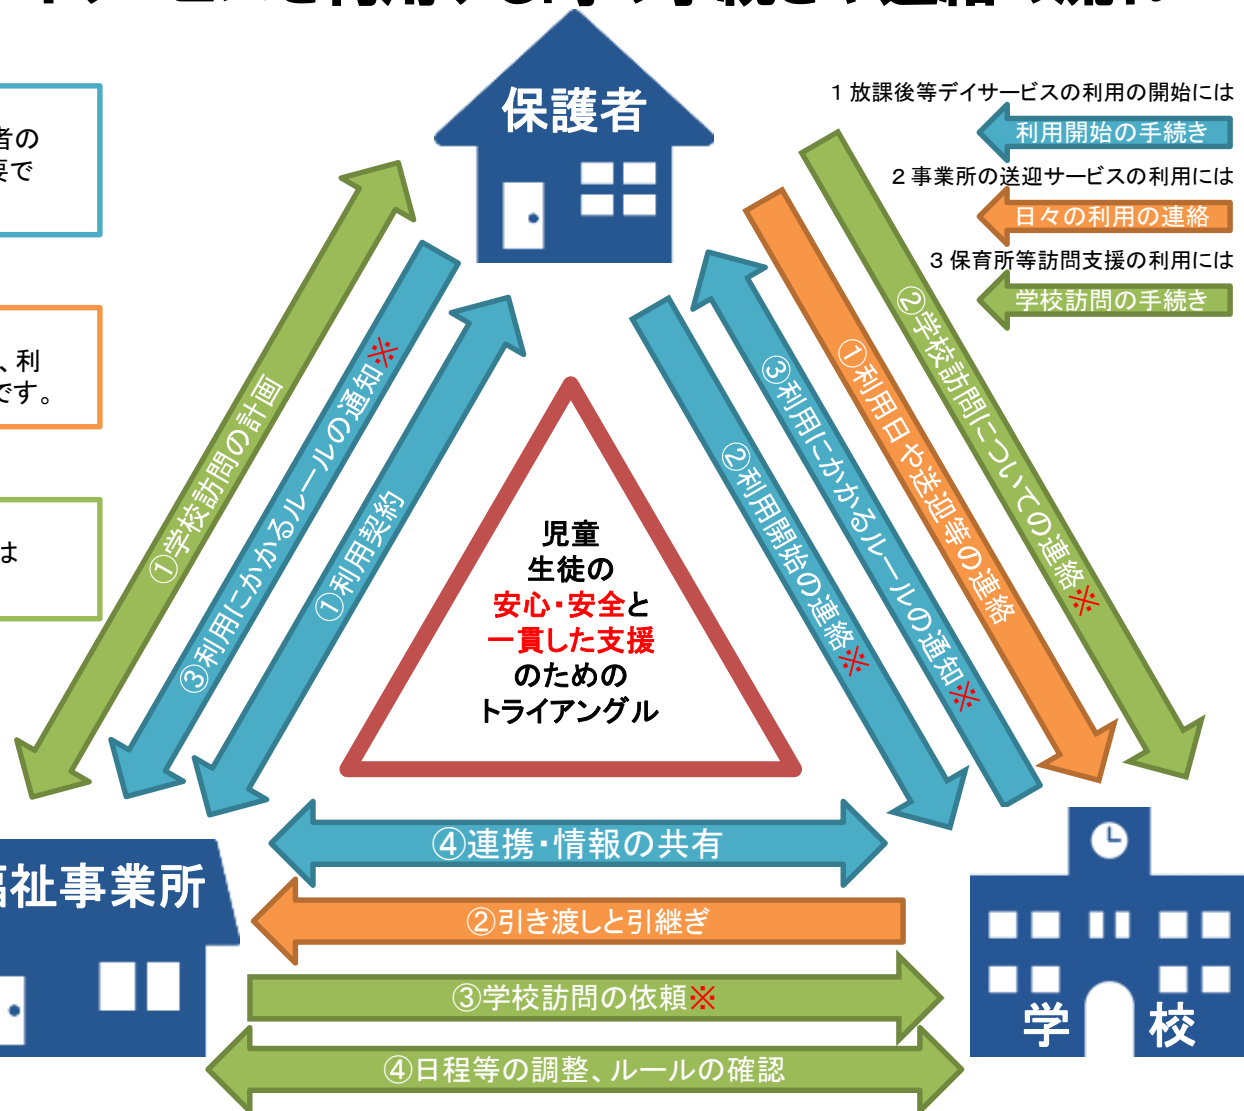 保護者
1 放課後等デイサービスの利用の開始には
利用開始の手続き
2 事業所の送迎サービスの利用には
日々の利用の連絡
3 保育所等訪問支援の利用には
学校訪問の手続き
者の
要で
、利
です。
は
①学校訪問の計画
③利用にかかるルールの通知※
①利用契約
②利用開始の連絡※
③利用にかかるルールの通知※
①利用日や送迎等の連絡
②学校訪問についての連絡※
児童
生徒の
安心・安全と
一貫した支援
のための
トライアングル
④連携・情報の共有
②引き渡しと引継ぎ
③学校訪問の依頼※
④日程等の調整、ルールの確認
福祉事業所
学 校